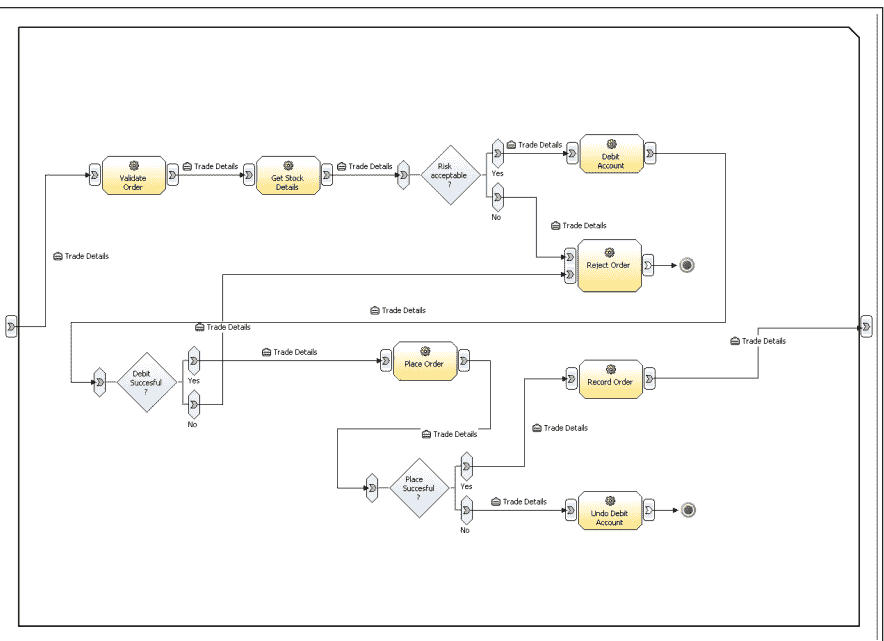 Trade Details
Validate
Order
Trade Details
Get Stock
Details
Trade Details
Risk
acceptable
?
Yes
No
Trade Details
Debit
Account
Trade Details
Reject Order
Trade Details
Trade Details
Debit
Succesful
?
Yes
No
Trade Details
Place Order
Trade Details
Place
Succesful
?
Yes
No
Trade Details
Record Order
Trade Details
Trade Details
Undo Debit
Account